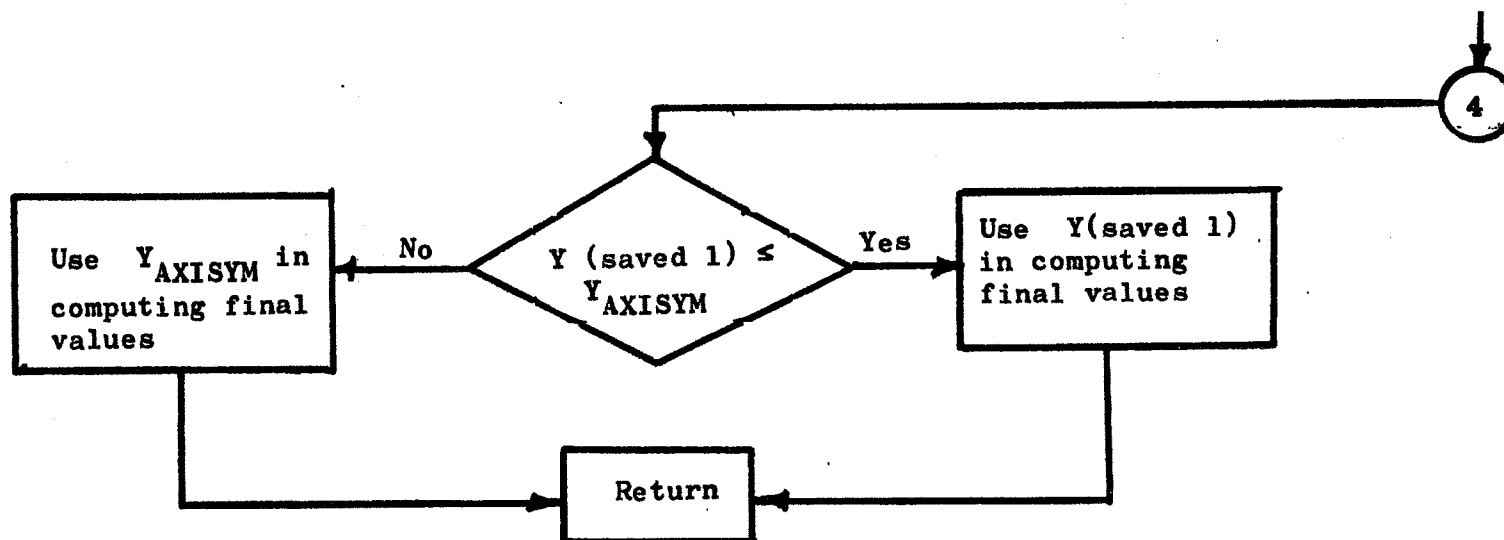 4
Use Y_AXISYM in
computing final
values
No
Y (saved 1) ≤
Y_AXISYM
Yes
Use Y(saved 1)
in computing
final values
Return